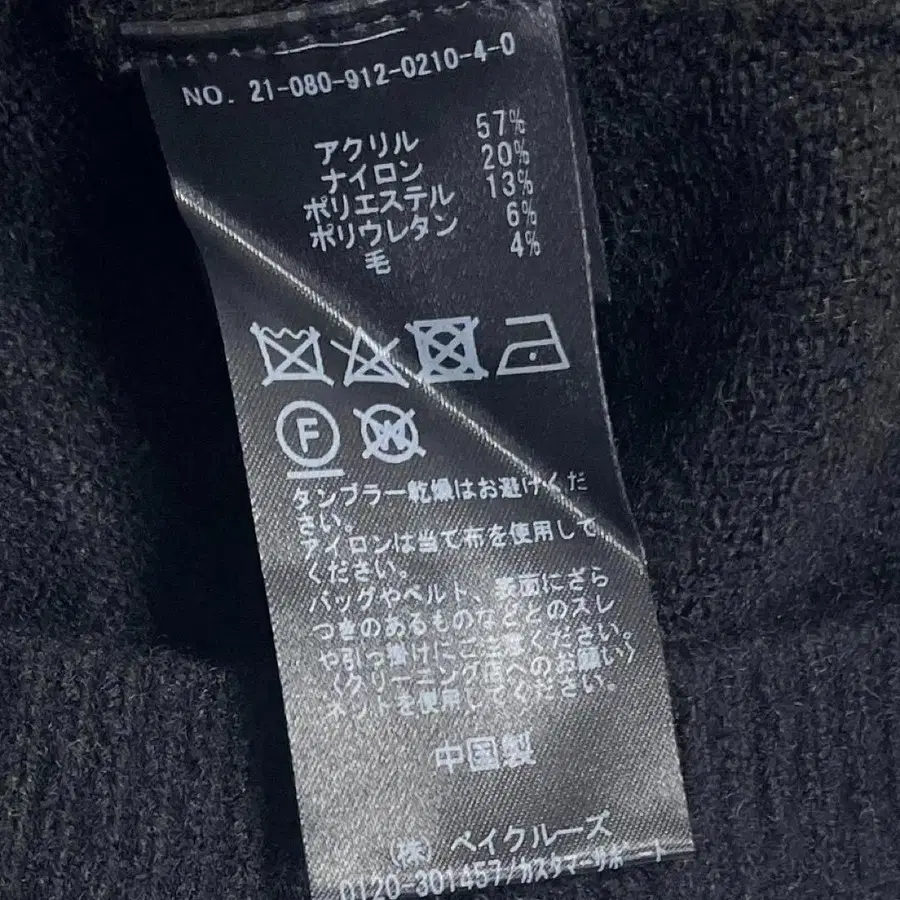 NO. 21-080-912-0210-4-0
アクリル 57%
ナイロン 20%
ポリエステル 13%
ポリウレタン 6%
毛 4%
F W
タンブラー乾燥はお避けくだ
さい。
アイロンは当て布を使用して
ください。
バッグやベルト、表面にざら
つきのあるものなどとのスレ
や引っ掛けにご注意ください。
〈クリーニング店へのお願い〉
ネットを使用ください。
中国製
(株) ベイクルーズ
0120-301457/カスタマーサポート